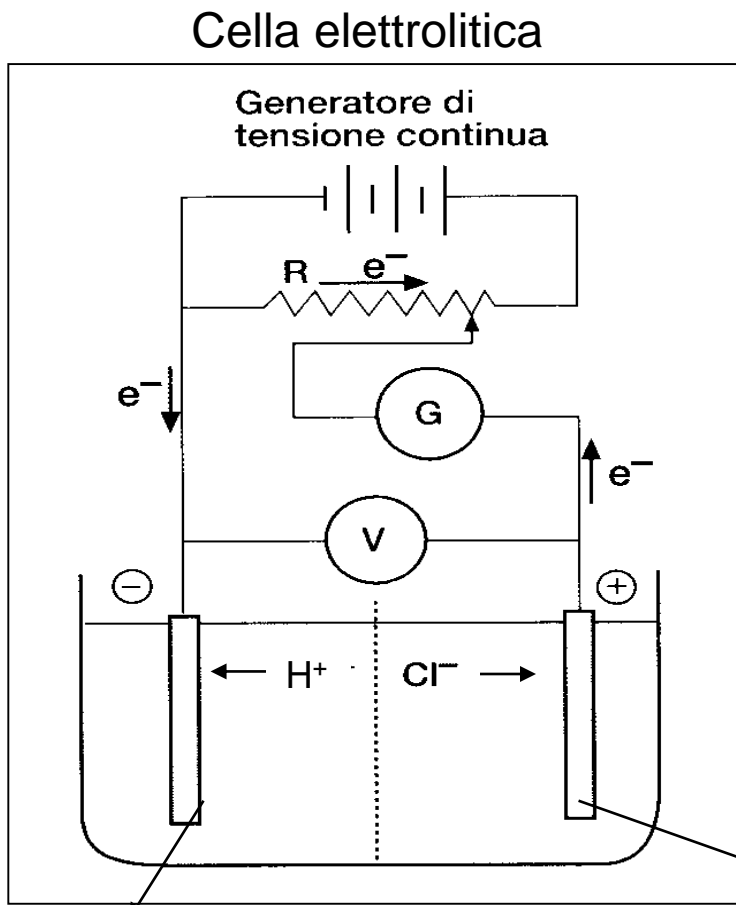 Cella elettrolitica
Generatore di
tensione continua
R e⁻
e⁻
G
e⁻
V
− +
H⁺ Cl⁻